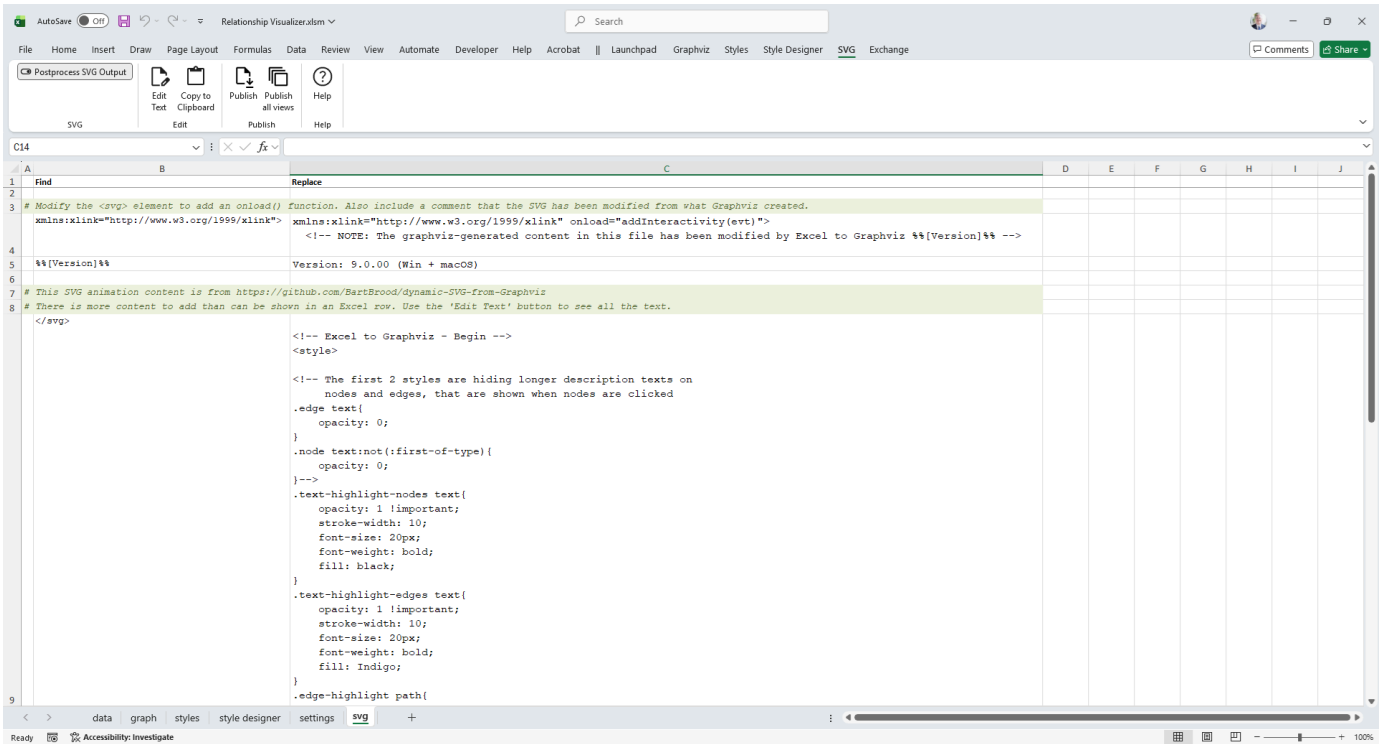 AutoSave Off Relationship Visualizer.xlsm Search
File Home Insert Draw Page Layout Formulas Data Review View Automate Developer Help Acrobat || Launchpad Graphviz Styles Style Designer SVG Exchange Comments Share
Postprocess SVG Output
Edit Text
Copy to Clipboard
Publish
Publish all views
Help
SVG Edit Publish Help
C14 fx
A B C D E F G H I J
1 Find Replace
2
3 # Modify the <svg> element to add an onload() function. Also include a comment that the SVG has been modified from what Graphviz created.
xmlns:xlink="http://www.w3.org/1999/xlink"> xmlns:xlink="http://www.w3.org/1999/xlink" onload="addInteractivity(evt)">
<!-- NOTE: The graphviz-generated content in this file has been modified by Excel to Graphviz %%[Version]%% -->
4
5 %%[Version]%% Version: 9.0.00 (Win + macOS)
6
7 # This SVG animation content is from https://github.com/BartBrood/dynamic-SVG-from-Graphviz
8 # There is more content to add than can be shown in an Excel row. Use the 'Edit Text' button to see all the text.
</svg>
<!-- Excel to Graphviz - Begin -->
<style>
<!-- The first 2 styles are hiding longer description texts on
nodes and edges, that are shown when nodes are clicked
.edge text{
opacity: 0;
}
.node text:not(:first-of-type){
opacity: 0;
}-->
.text-highlight-nodes text{
opacity: 1 !important;
stroke-width: 10;
font-size: 20px;
font-weight: bold;
fill: black;
}
.text-highlight-edges text{
opacity: 1 !important;
stroke-width: 10;
font-size: 20px;
font-weight: bold;
fill: Indigo;
}
9 .edge-highlight path{
data graph styles style designer settings svg +
Ready Accessibility: Investigate 100%